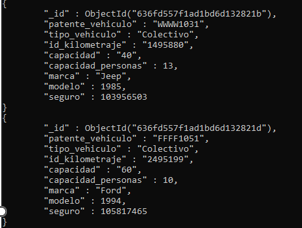 {
"_id" : ObjectId("636fd557f1ad1bd6d132821b"),
"patente_vehiculo" : "WWWW1031",
"tipo_vehiculo" : "Colectivo",
"id_kilometraje" : "1495880",
"capacidad" : "40",
"capacidad_personas" : 13,
"marca" : "Jeep",
"modelo" : 1985,
"seguro" : 103956503
}
{
"_id" : ObjectId("636fd557f1ad1bd6d132821d"),
"patente_vehiculo" : "FFFF1051",
"tipo_vehiculo" : "Colectivo",
"id_kilometraje" : "2495199",
"capacidad" : "60",
"capacidad_personas" : 10,
"marca" : "Ford",
"modelo" : 1994,
"seguro" : 105817465
}